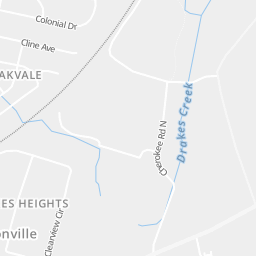 Colonial Dr
Cline Ave
AKVALE
Cherokee Rd N
Drakes Creek
ES HEIGHTS
Clearview Cir
onville